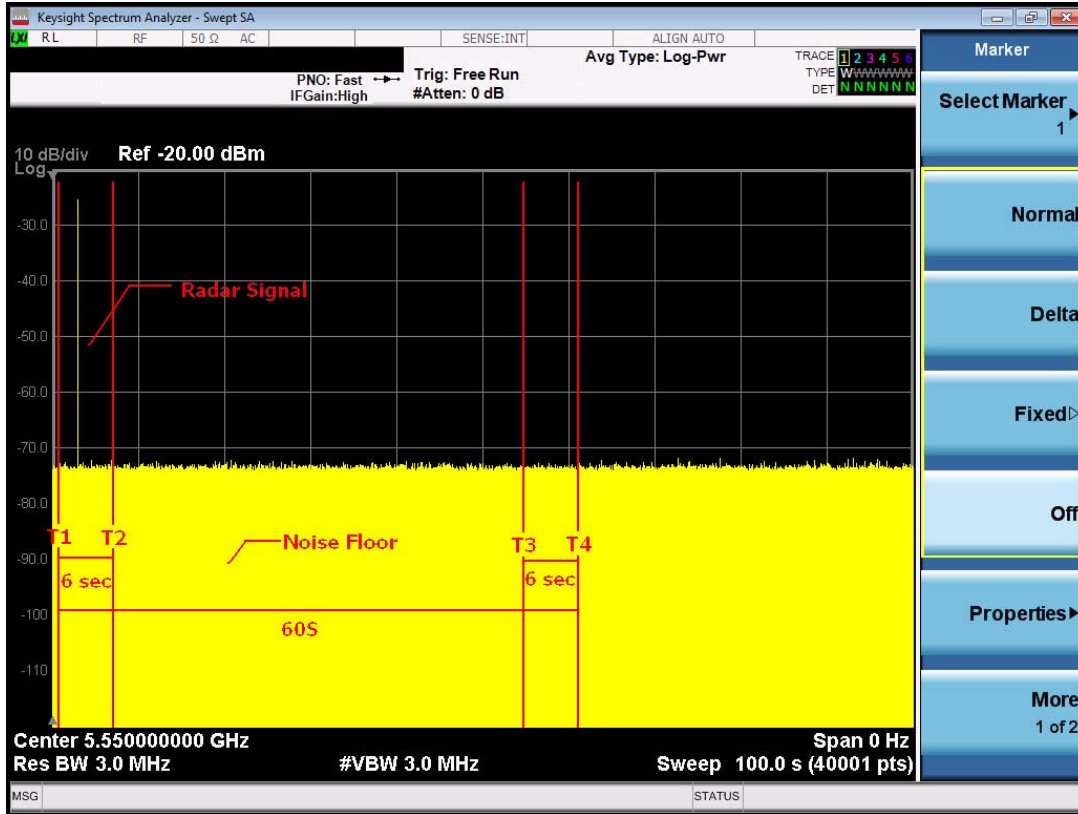 Keysight Spectrum Analyzer - Swept SA
LXI RL RF 50 Ω AC SENSE:INT ALIGN AUTO
Avg Type: Log-Pwr
TRACE 1 2 3 4 5 6
TYPE WWWWWW
DET N N N N N N
PNO: Fast
IFGain:High
Trig: Free Run
#Atten: 0 dB
10 dB/div
Log
Ref -20.00 dBm
-30.0
-40.0
-50.0
-60.0
-70.0
-80.0
-90.0
-100
-110
Radar Signal
T1 T2
Noise Floor
T3 T4
6 sec
6 sec
60S
Center 5.550000000 GHz
Span 0 Hz
Res BW 3.0 MHz
#VBW 3.0 MHz
Sweep 100.0 s (40001 pts)
MSG
STATUS
Marker
Select Marker
1
Normal
Delta
Fixed
Off
Properties
More
1 of 2